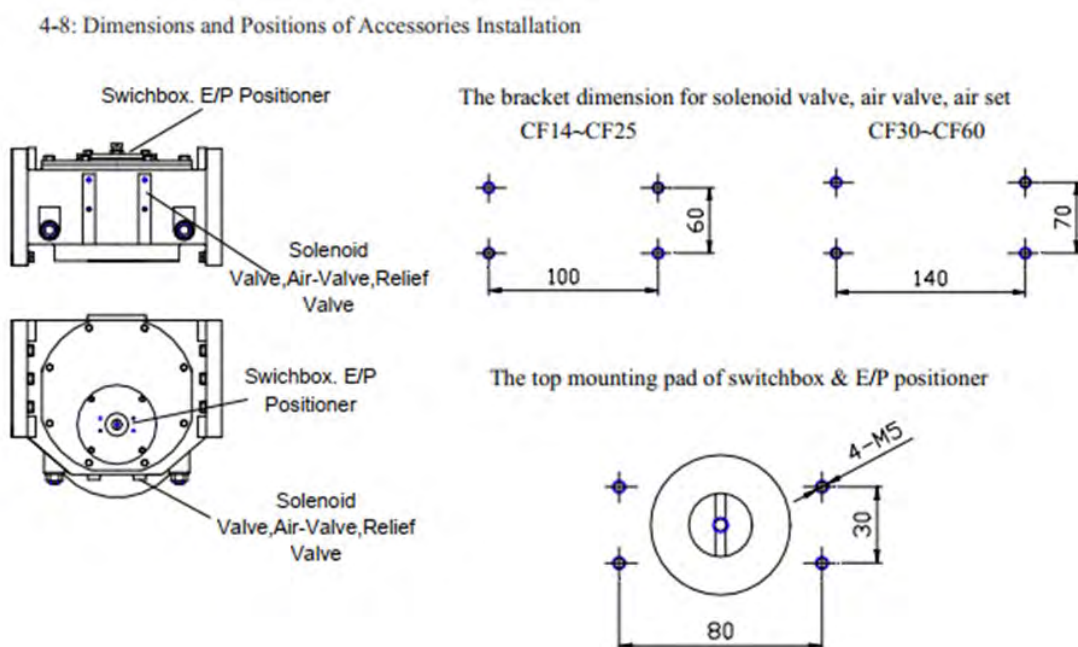 4-8: Dimensions and Positions of Accessories Installation
Swichbox. E/P Positioner
Solenoid
Valve,Air-Valve,Relief
Valve
Swichbox. E/P
Positioner
Solenoid
Valve,Air-Valve,Relief
Valve
The bracket dimension for solenoid valve, air valve, air set
CF14~CF25
CF30~CF60
60
100
70
140
The top mounting pad of switchbox & E/P positioner
4-M5
30
80